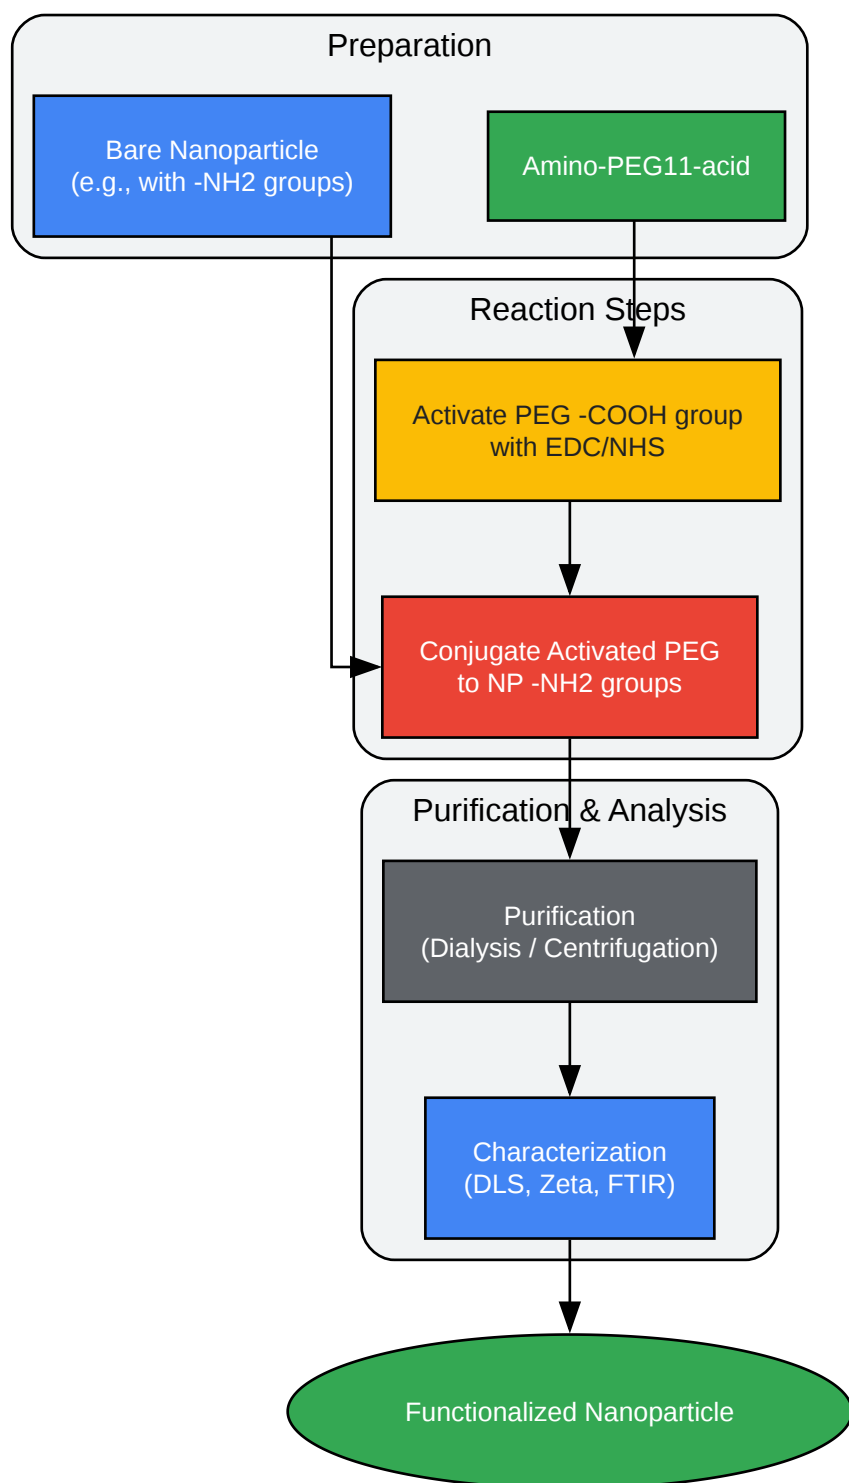 Preparation
Bare Nanoparticle
(e.g., with -NH2 groups)
Amino-PEG11-acid
Reaction Steps
Activate PEG -COOH group
with EDC/NHS
Conjugate Activated PEG
to NP -NH2 groups
Purification & Analysis
Purification
(Dialysis / Centrifugation)
Characterization
(DLS, Zeta, FTIR)
Functionalized Nanoparticle